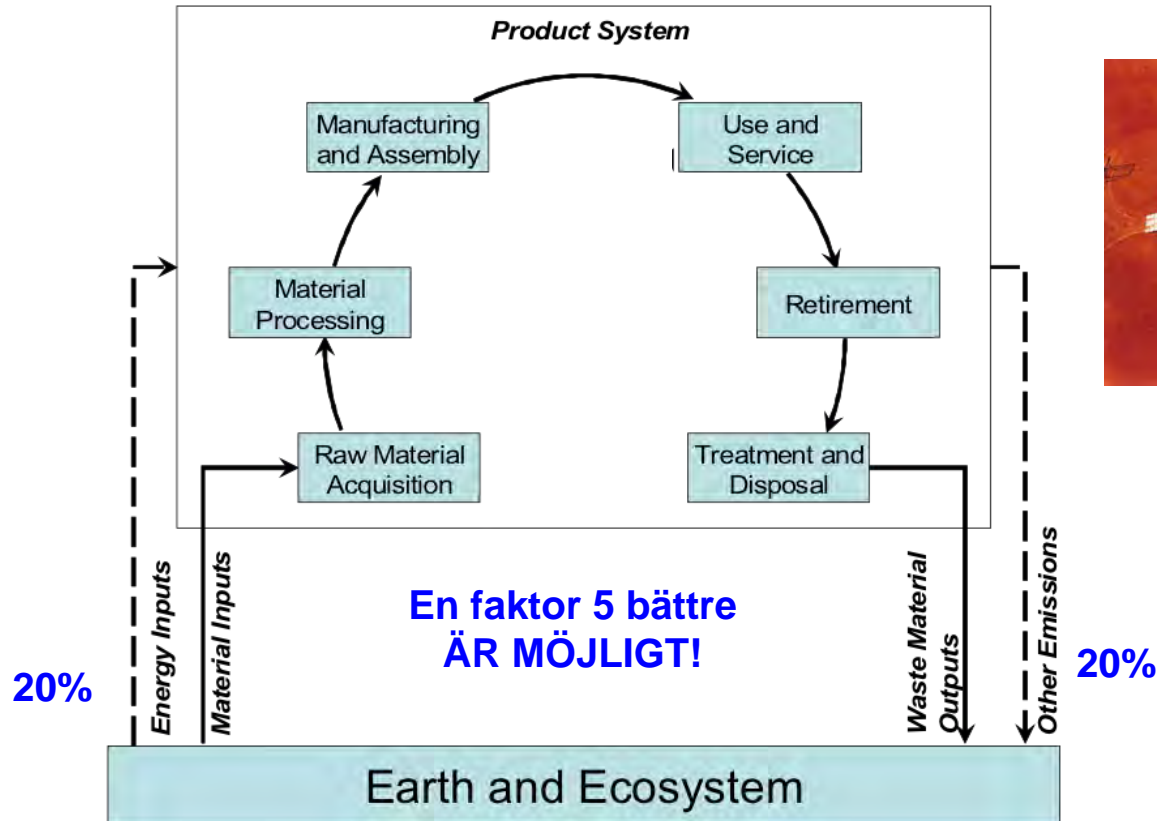 Product System
Manufacturing
and Assembly
Use and
Service
Material
Processing
Retirement
Raw Material
Acquisition
Treatment and
Disposal
Energy Inputs
Material Inputs
En faktor 5 bättre
ÄR MÖJLIGT!
Waste Material
Outputs
Other Emissions
20%
20%
Earth and Ecosystem